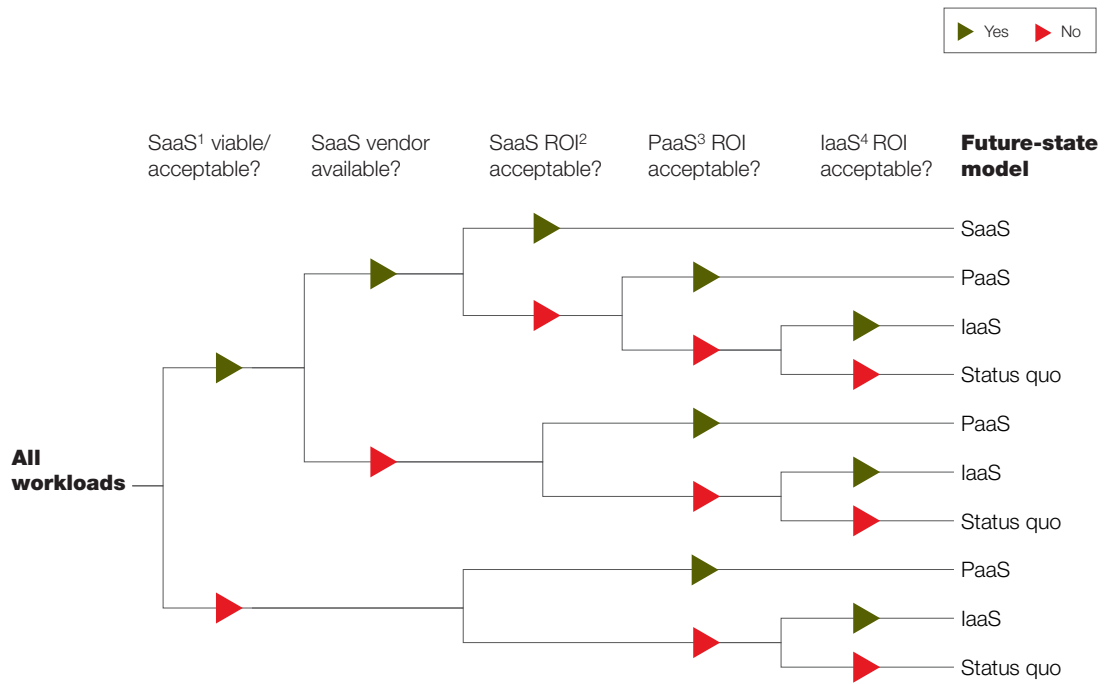 Yes No
SaaS¹ viable/
acceptable?
SaaS vendor
available?
SaaS ROI²
acceptable?
PaaS³ ROI
acceptable?
IaaS⁴ ROI
acceptable?
Future-state
model
SaaS
PaaS
IaaS
Status quo
PaaS
All
workloads
IaaS
Status quo
PaaS
IaaS
Status quo